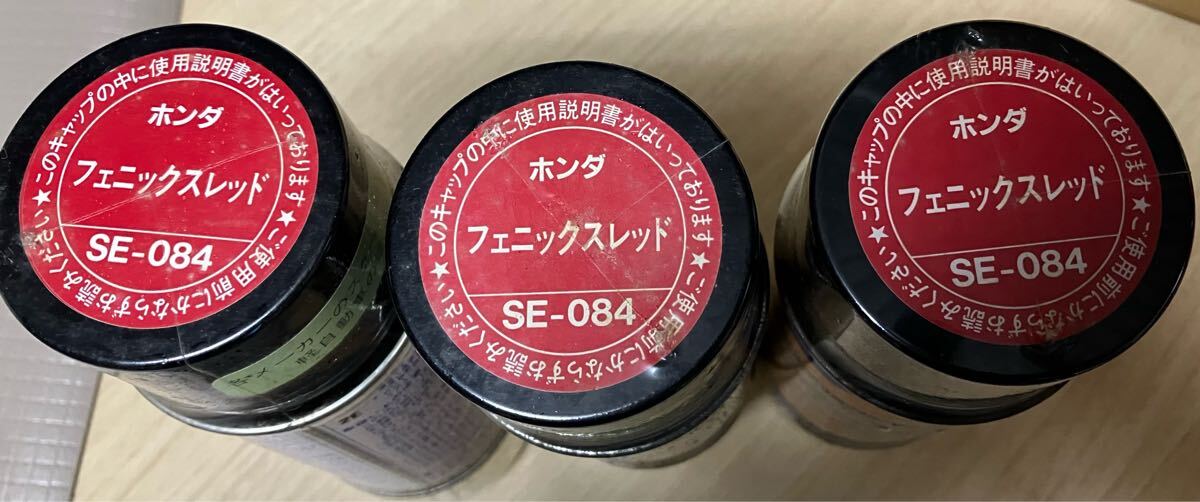 ★このキャップの中に使用説明書がはいっております★ご使用前にかならずお読みください
ホンダ
フェニックスレッド
SE-084
★このキャップの中に使用説明書がはいっております★ご使用前にかならずお読みください
ホンダ
フェニックスレッド
SE-084
★このキャップの中に使用説明書がはいっております★ご使用前にかならずお読みください
ホンダ
フェニックスレッド
SE-084
軽自動車